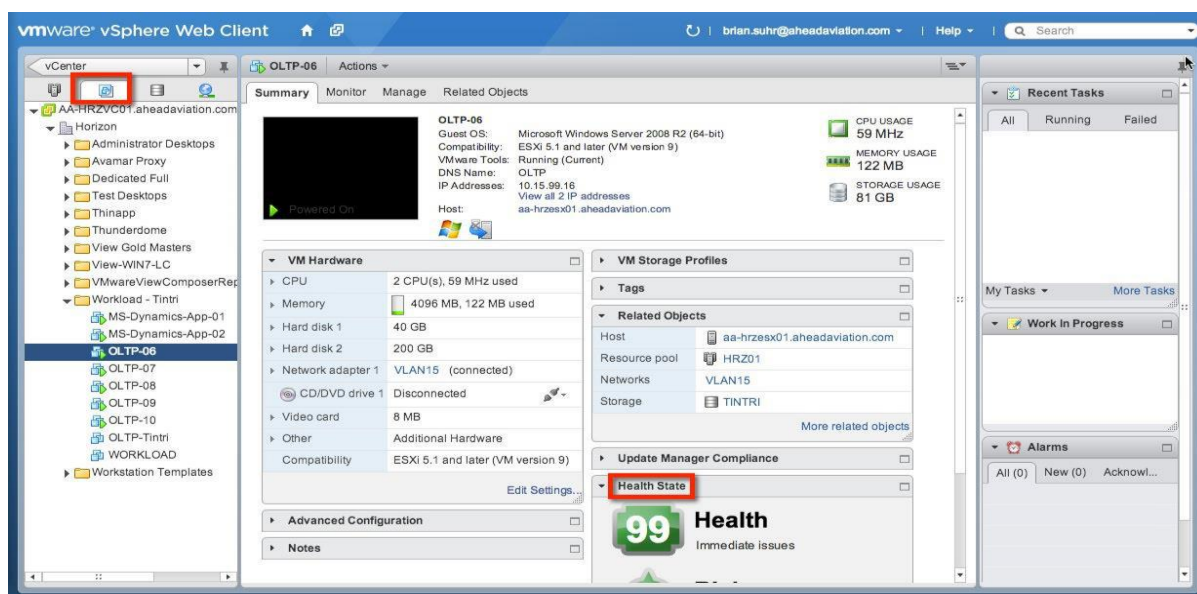 vmware® vSphere Web Client
brian.suhr@aheadaviation.com
Help
Search
vCenter
AA-HRZVC01.aheadaviation.com
Horizon
Administrator Desktops
Avamar Proxy
Dedicated Full
Test Desktops
Thinapp
Thunderdome
View Gold Masters
View-WIN7-LC
VMwareViewComposerRep
Workload - Tintri
MS-Dynamics-App-01
MS-Dynamics-App-02
OLTP-06
OLTP-07
OLTP-08
OLTP-09
OLTP-10
OLTP-Tintri
WORKLOAD
Workstation Templates
OLTP-06 Actions
Summary Monitor Manage Related Objects
Powered On
OLTP-06
Guest OS: Microsoft Windows Server 2008 R2 (64-bit)
Compatibility: ESXi 5.1 and later (VM version 9)
VMware Tools: Running (Current)
DNS Name: OLTP
IP Addresses: 10.15.99.16
View all 2 IP addresses
Host: aa-hrzesx01.aheadaviation.com
CPU USAGE
59 MHz
MEMORY USAGE
122 MB
STORAGE USAGE
81 GB
VM Hardware
CPU 2 CPU(s), 59 MHz used
Memory 4096 MB, 122 MB used
Hard disk 1 40 GB
Hard disk 2 200 GB
Network adapter 1 VLAN15 (connected)
CD/DVD drive 1 Disconnected
Video card 8 MB
Other Additional Hardware
Compatibility ESXi 5.1 and later (VM version 9)
Edit Settings...
Advanced Configuration
Notes
VM Storage Profiles
Tags
Related Objects
Host aa-hrzesx01.aheadaviation.com
Resource pool HRZ01
Networks VLAN15
Storage TINTRI
More related objects
Update Manager Compliance
Health State
99 Health
Immediate issues
Recent Tasks
All Running Failed
My Tasks More Tasks
Work In Progress
Alarms
All (0) New (0) Acknowl...